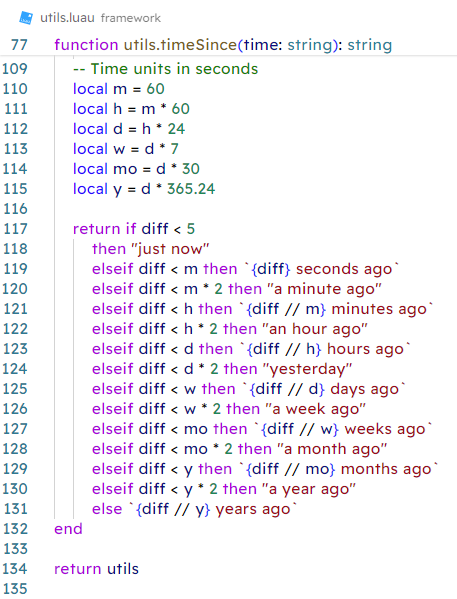 utils.luau framework
77 function utils.timeSince(time: string): string
109 -- Time units in seconds
110 local m = 60
111 local h = m * 60
112 local d = h * 24
113 local w = d * 7
114 local mo = d * 30
115 local y = d * 365.24
116
117 return if diff < 5
118 then "just now"
119 elseif diff < m then `{diff} seconds ago`
120 elseif diff < m * 2 then "a minute ago"
121 elseif diff < h then `{diff // m} minutes ago`
122 elseif diff < h * 2 then "an hour ago"
123 elseif diff < d then `{diff // h} hours ago`
124 elseif diff < d * 2 then "yesterday"
125 elseif diff < w then `{diff // d} days ago`
126 elseif diff < w * 2 then "a week ago"
127 elseif diff < mo then `{diff // w} weeks ago`
128 elseif diff < mo * 2 then "a month ago"
129 elseif diff < y then `{diff // mo} months ago`
130 elseif diff < y * 2 then "a year ago"
131 else `{diff // y} years ago`
132 end
133
134 return utils
135